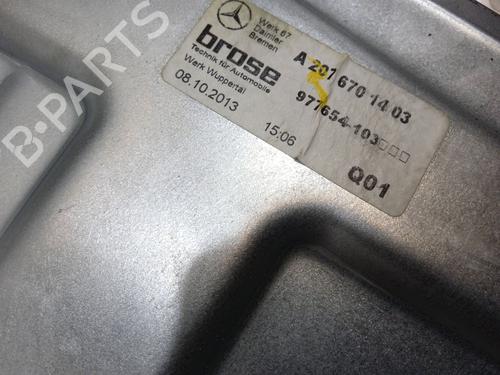 Werk 67
Daimler
Bremen
brose
Technik für Automobile
Werk Wuppertal
08.10.2013
15:06
A 207 670 14 03
977654-103□□□
Q01
B-PARTS